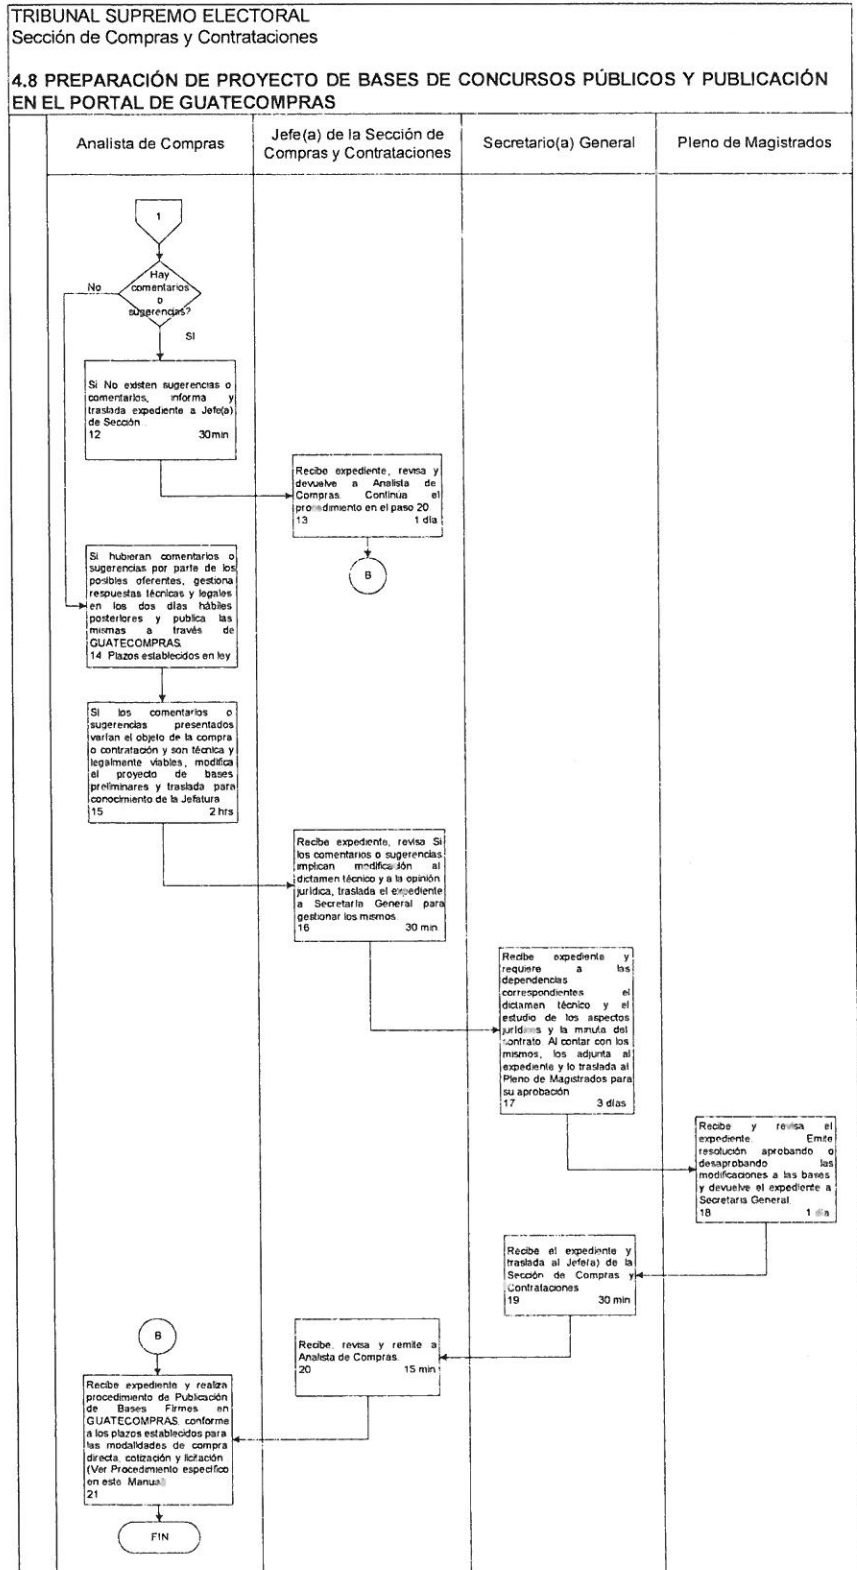 TRIBUNAL SUPREMO ELECTORAL
Sección de Compras y Contrataciones
4.8 PREPARACIÓN DE PROYECTO DE BASES DE CONCURSOS PÚBLICOS Y PUBLICACIÓN
EN EL PORTAL DE GUATECOMPRAS
Analista de Compras
Jefe(a) de la Sección de
Compras y Contrataciones
Secretario(a) General
Pleno de Magistrados
1
Hay
comentarios
o
sugerencias?
No
SI
Si No existen sugerencias o
comentarios, informa y
traslada expediente a Jefe(a)
de Sección
12 30min
Recibe expediente, revisa y
devuelve a Analista de
Compras. Continúa el
procedimiento en el paso 20
13 1 día
B
Si hubieran comentarios o
sugerencias por parte de los
posibles oferentes, gestiona
respuestas técnicas y legales
en los dos días hábiles
posteriores y publica las
mismas a través de
GUATECOMPRAS.
14 Plazos establecidos en ley
Si los comentarios o
sugerencias presentados
varían el objeto de la compra
o contratación y son técnica y
legalmente viables, modifica
el proyecto de bases
preliminares y traslada para
conocimiento de la Jefatura
15 2 hrs
Recibe expediente, revisa Si
los comentarios o sugerencias
implican modificación al
dictamen técnico y a la opinión
jurídica, traslada el expediente
a Secretaría General para
gestionar los mismos
16 30 min
Recibe expediente y
requiere a las
dependencias
correspondientes el
dictamen técnico y el
estudio de los aspectos
jurídicos y la minuta del
contrato. Al contar con los
mismos, los adjunta al
expediente y lo traslada al
Pleno de Magistrados para
su aprobación
17 3 días
Recibe y revisa el
expediente. Emite
resolución aprobando o
desaprobando las
modificaciones a las bases
y devuelve el expediente a
Secretaría General.
18 1 día
Recibe el expediente y
traslada al Jefe(a) de la
Sección de Compras y
Contrataciones
19 30 min
Recibe, revisa y remite a
Analista de Compras.
20 15 min
B
Recibe expediente y realiza
procedimiento de Publicación
de Bases Firmes en
GUATECOMPRAS, conforme
a los plazos establecidos para
las modalidades de compra
directa, cotización y licitación
(Ver Procedimiento específico
en este Manual)
21
FIN